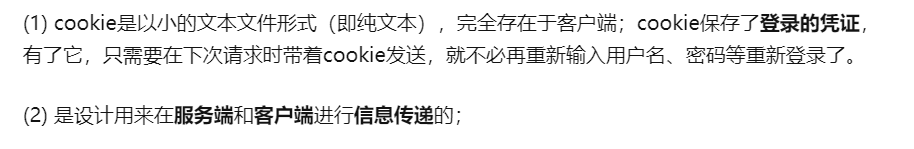 (1) cookie是以小的文本文件形式（即纯文本），完全存在于客户端；cookie保存了登录的凭证，
有了它，只需要在下次请求时带着cookie发送，就不必再重新输入用户名、密码等重新登录了。
(2) 是设计用来在服务端和客户端进行信息传递的；